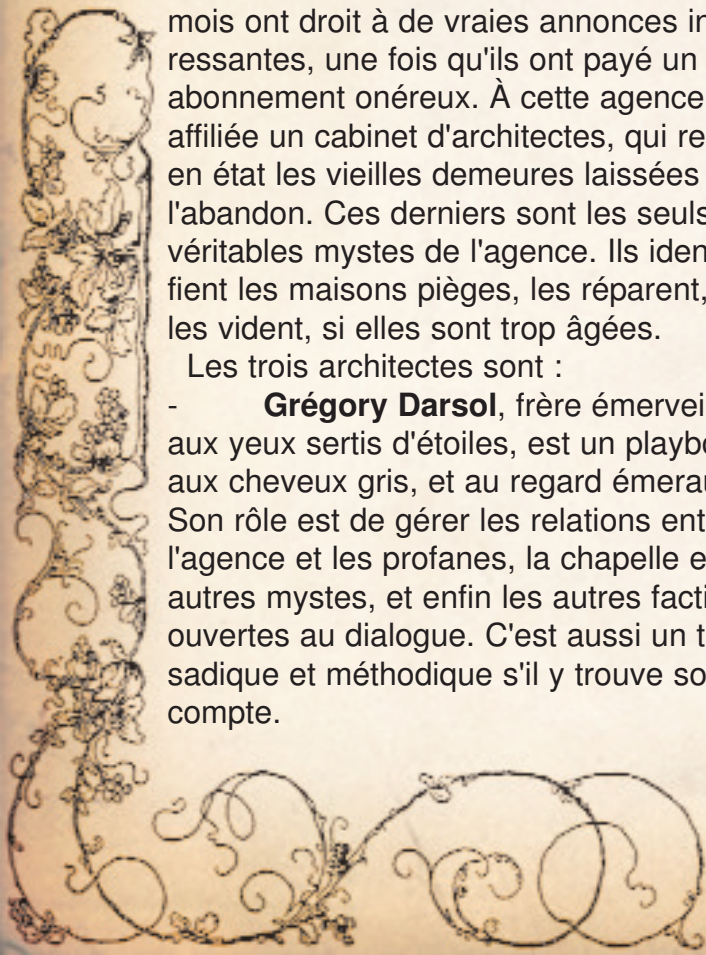 mois ont droit à de vraies annonces in
ressantes, une fois qu'ils ont payé un
abonnement onéreux. À cette agence
affiliée un cabinet d'architectes, qui re
en état les vieilles demeures laissées
l'abandon. Ces derniers sont les seuls
véritables mystes de l'agence. Ils iden
fient les maisons pièges, les réparent,
les vident, si elles sont trop âgées.
Les trois architectes sont :
- Grégory Darsol, frère émervei
aux yeux sertis d'étoiles, est un playbo
aux cheveux gris, et au regard émerau
Son rôle est de gérer les relations ent
l'agence et les profanes, la chapelle e
autres mystes, et enfin les autres facti
ouvertes au dialogue. C'est aussi un t
sadique et méthodique s'il y trouve so
compte.